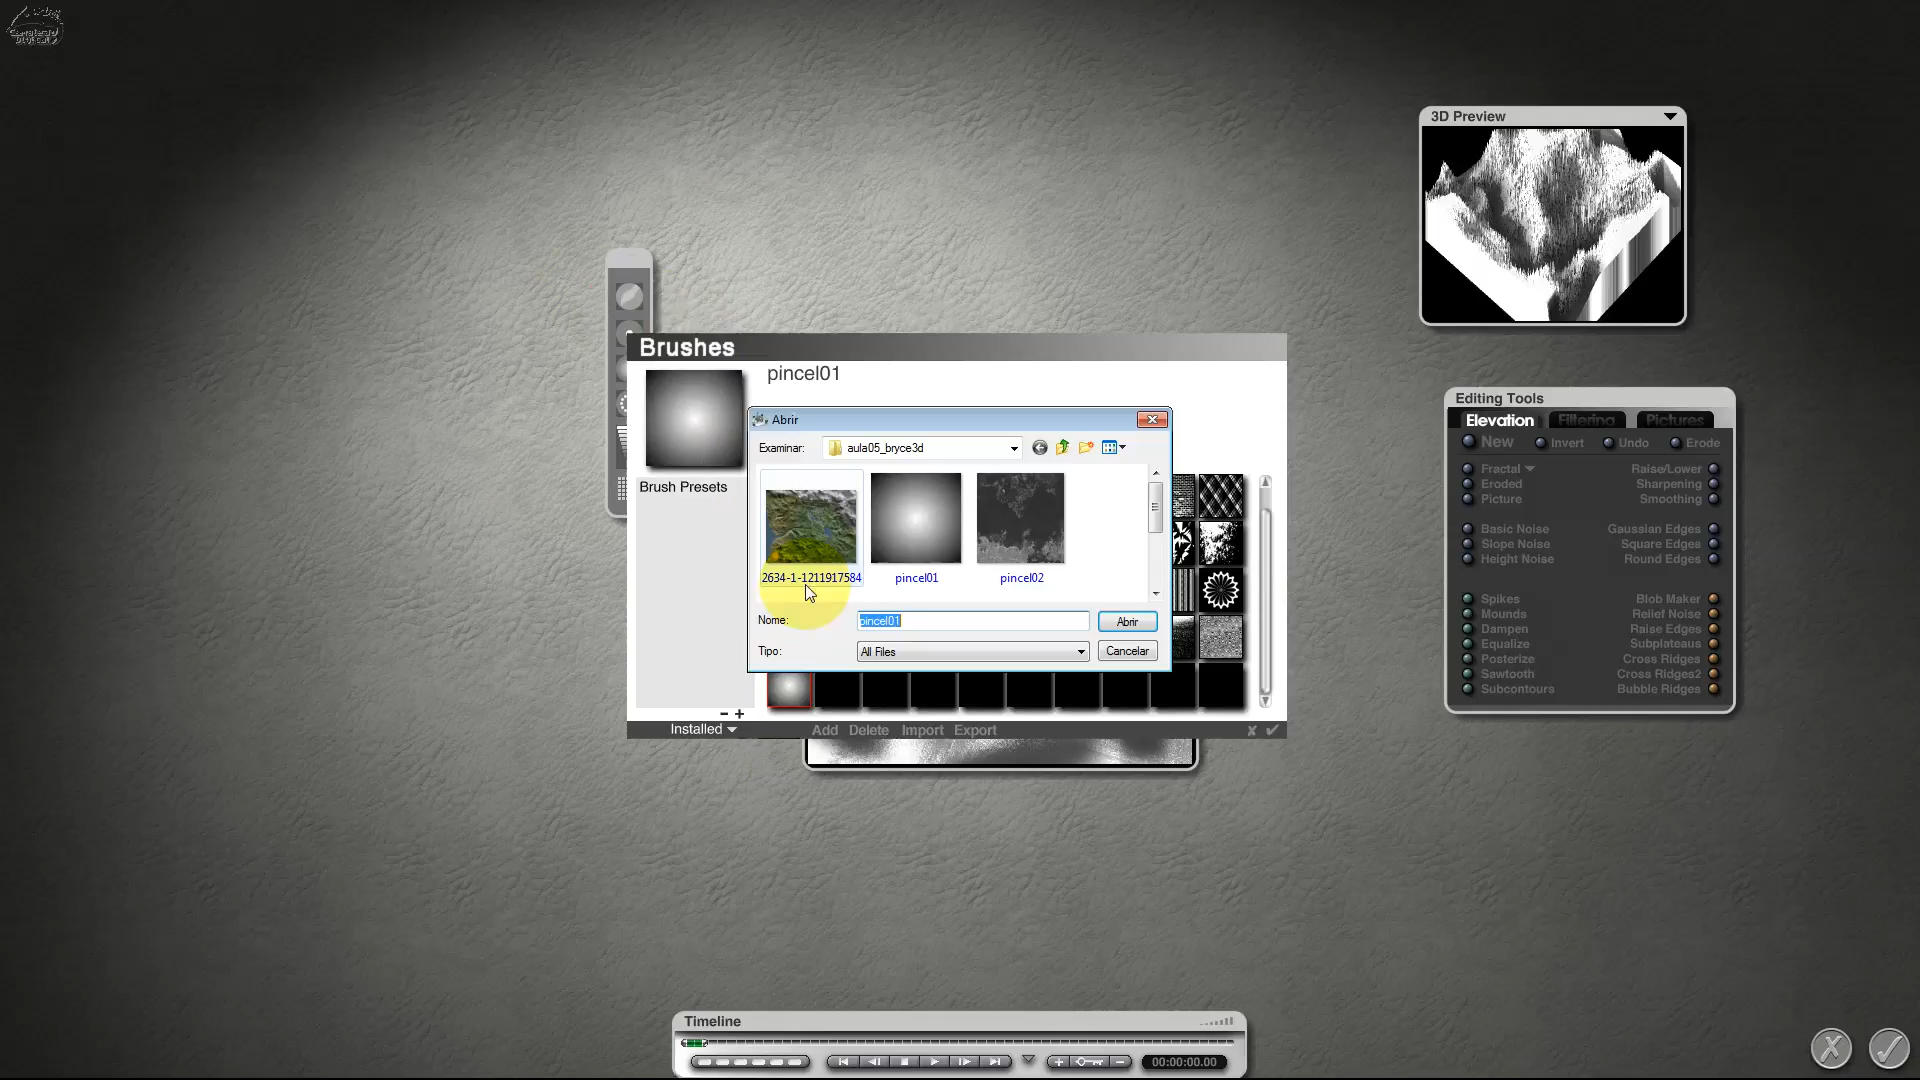 3D Preview
Brushes
pincel01
Abrir
Examinar:
aula05_bryce3d
2634-1-1211917584
pincel01
pincel02
Nome:
pincel01
Abrir
Tipo:
All Files
Cancelar
Brush Presets
Installed
Add
Delete
Import
Export
Editing Tools
Elevation
Filtering
Pictures
New
Invert
Undo
Erode
Fractal
Raise/Lower
Eroded
Sharpening
Picture
Smoothing
Basic Noise
Gaussian Edges
Slope Noise
Square Edges
Height Noise
Round Edges
Spikes
Blob Maker
Mounds
Relief Noise
Dampen
Raise Edges
Equalize
Subplateaus
Posterize
Cross Ridges
Sawtooth
Cross Ridges2
Subcontours
Bubble Ridges
Timeline
00:00:00.00